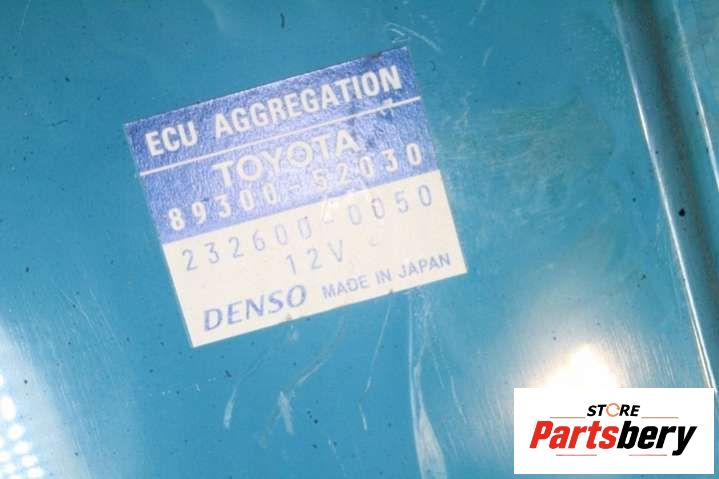 ECU AGGREGATION
TOYOTA
89300-52030
232600-0050
12V
DENSO MADE IN JAPAN
STORE
Partsbery